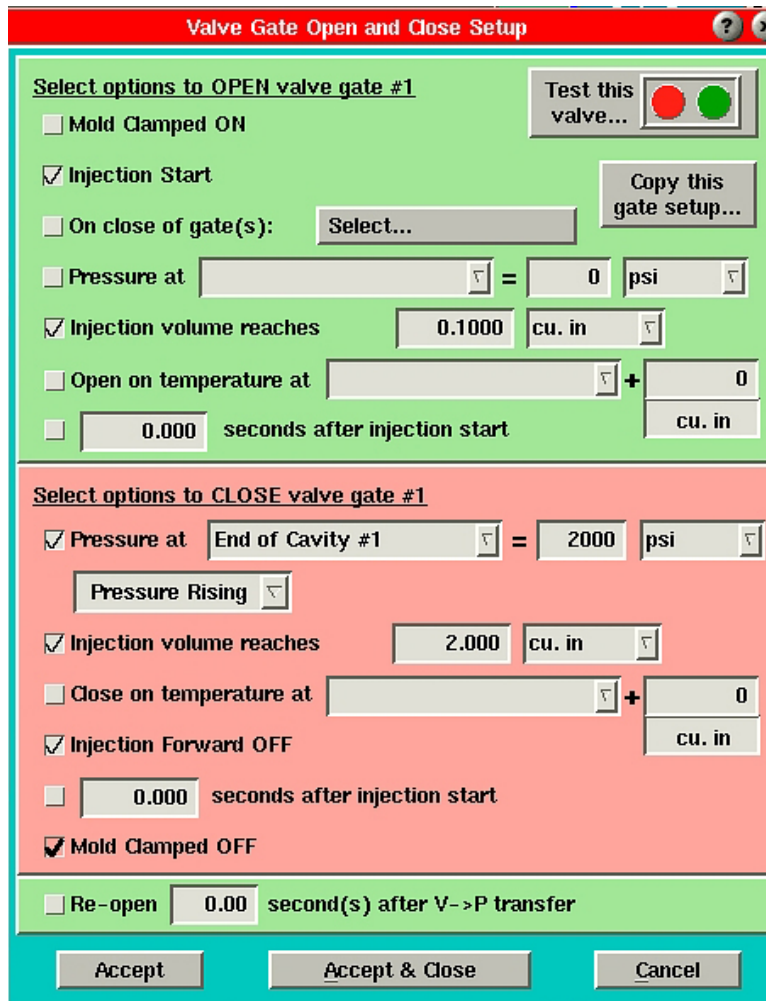 Valve Gate Open and Close Setup ?
Select options to OPEN valve gate #1
Test this
valve...
Mold Clamped ON
Injection Start
Copy this
gate setup...
On close of gate(s): Select...
Pressure at = 0 psi
Injection volume reaches 0.1000 cu. in
Open on temperature at + 0
cu. in
0.000 seconds after injection start
Select options to CLOSE valve gate #1
Pressure at End of Cavity #1 = 2000 psi
Pressure Rising
Injection volume reaches 2.000 cu. in
Close on temperature at + 0
cu. in
Injection Forward OFF
0.000 seconds after injection start
Mold Clamped OFF
Re-open 0.00 second(s) after V->P transfer
Accept Accept & Close Cancel